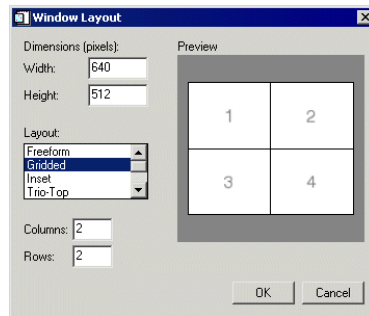 Window Layout
Dimensions (pixels):
Width: 640
Height: 512
Layout:
Freeform
Gridded
Inset
Trio-Top
Columns: 2
Rows: 2
Preview
1 2
3 4
OK Cancel